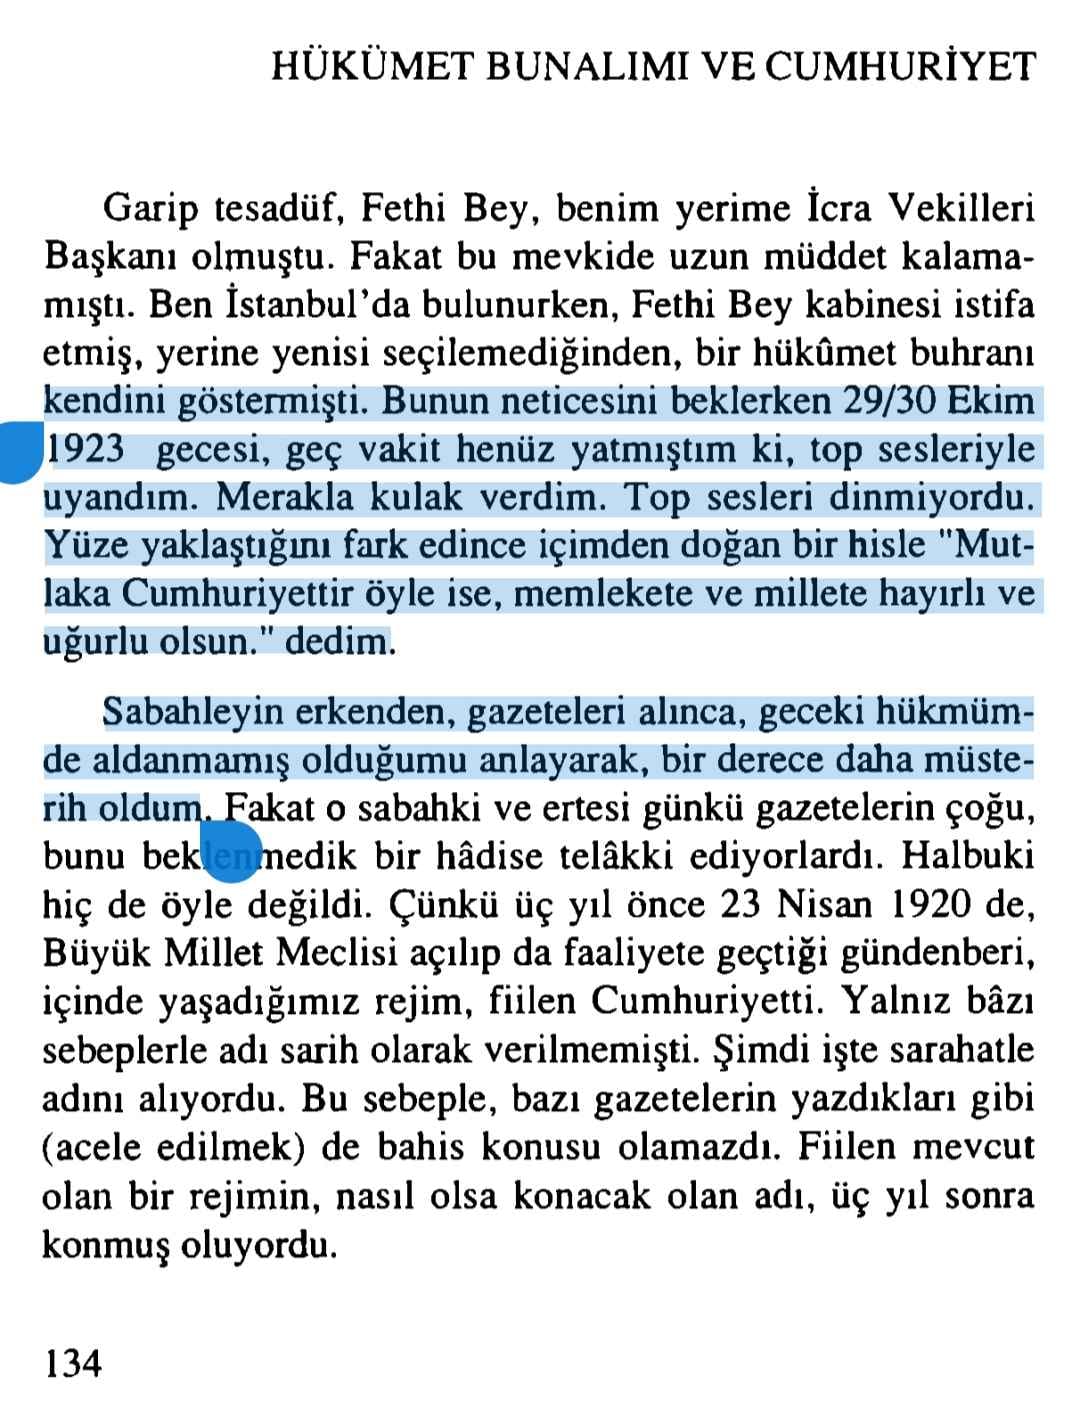 HÜKÜMET BUNALIMI VE CUMHURİYET
Garip tesadüf, Fethi Bey, benim yerime İcra Vekilleri
Başkanı olmuştu. Fakat bu mevkide uzun müddet kalama-
mıştı. Ben İstanbul'da bulunurken, Fethi Bey kabinesi istifa
etmiş, yerine yenisi seçilemediğinden, bir hükûmet buhranı
kendini göstermişti. Bunun neticesini beklerken 29/30 Ekim
1923 gecesi, geç vakit henüz yatmıştım ki, top sesleriyle
uyandım. Merakla kulak verdim. Top sesleri dinmiyordu.
Yüze yaklaştığını fark edince içimden doğan bir hisle "Mut-
laka Cumhuriyettir öyle ise, memlekete ve millete hayırlı ve
uğurlu olsun." dedim.
Sabahleyin erkenden, gazeteleri alınca, geceki hükmüm-
de aldanmamış olduğumu anlayarak, bir derece daha müste-
rih oldum. Fakat o sabahki ve ertesi günkü gazetelerin çoğu,
bunu beklenmedik bir hâdise telâkki ediyorlardı. Halbuki
hiç de öyle değildi. Çünkü üç yıl önce 23 Nisan 1920 de,
Büyük Millet Meclisi açılıp da faaliyete geçtiği gündenberi,
içinde yaşadığımız rejim, fiilen Cumhuriyetti. Yalnız bâzı
sebeplerle adı sarih olarak verilmemişti. Şimdi işte sarahatle
adını alıyordu. Bu sebeple, bazı gazetelerin yazdıkları gibi
(acele edilmek) de bahis konusu olamazdı. Fiilen mevcut
olan bir rejimin, nasıl olsa konacak olan adı, üç yıl sonra
konmuş oluyordu.
134